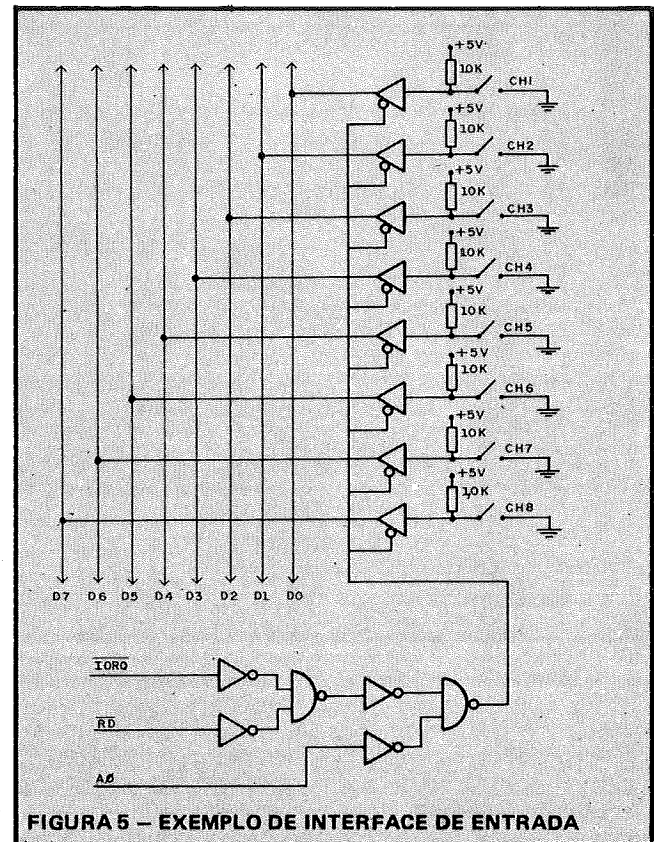 +5V
10K
CH1
+5V
10K
CH2
+5V
10K
CH3
+5V
10K
CH4
+5V
10K
CH5
+5V
10K
CH6
+5V
10K
CH7
+5V
10K
CH8
D7 D6 D5 D4 D3 D2 D1 D0
IORQ
RD
AØ
FIGURA 5 – EXEMPLO DE INTERFACE DE ENTRADA